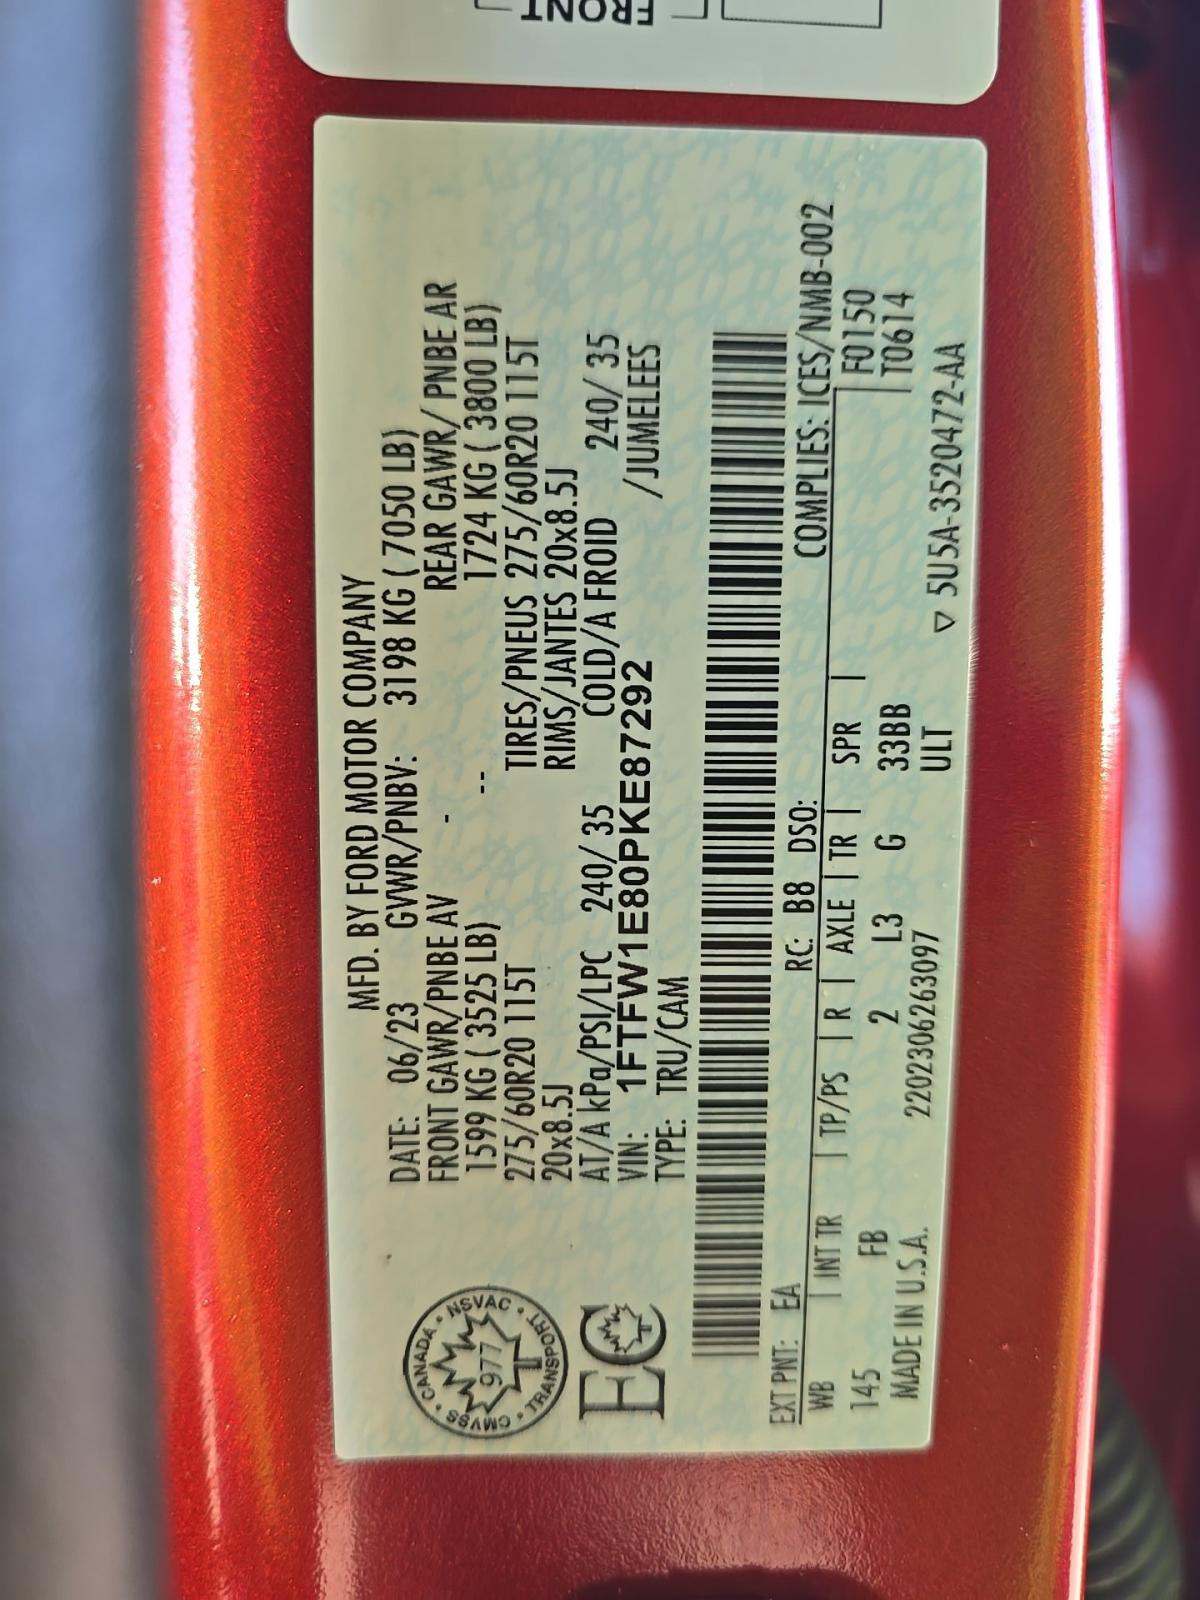 FRONT
MFD. BY FORD MOTOR COMPANY
DATE: 06/23 GVWR/PNBV: 3198 KG ( 7050 LB)
FRONT GAWR/PNBE AV REAR GAWR/ PNBE AR
1599 KG ( 3525 LB) - -- 1724 KG ( 3800 LB)
275/60R20 115T TIRES/PNEUS 275/60R20 115T
20x8.5J RIMS/JANTES 20x8.5J
AT/A kPa/PSI/LPC 240/ 35 COLD/A FROID 240/ 35
VIN: 1FTFW1E80PKE87292 /JUMELEES
TYPE: TRU/CAM
CANADA • NSVAC • TRANSPORT • CMVSS •
977
EC
EXT PNT: EA RC: B8 DSO: COMPLIES: ICES/NMB-002
WB | INT TR | TP/PS | R | AXLE | TR | SPR | F0150
145 FB 2 L3 G 33BB | T0614
MADE IN U.S.A. 2202306263097 ULT
▽ 5U5A-3520472-AA